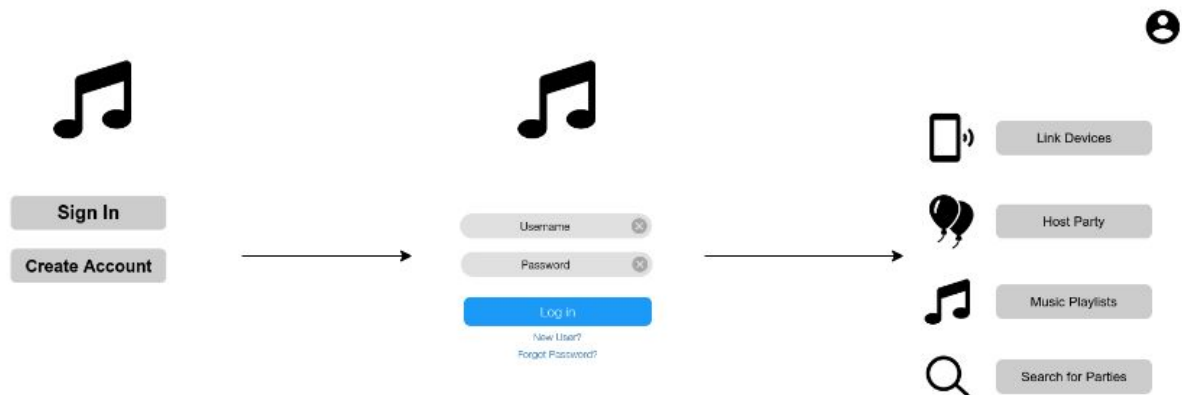 Sign In
Create Account
Username
Password
Log in
New User?
Forgot Password?
Link Devices
Host Party
Music Playlists
Search for Parties